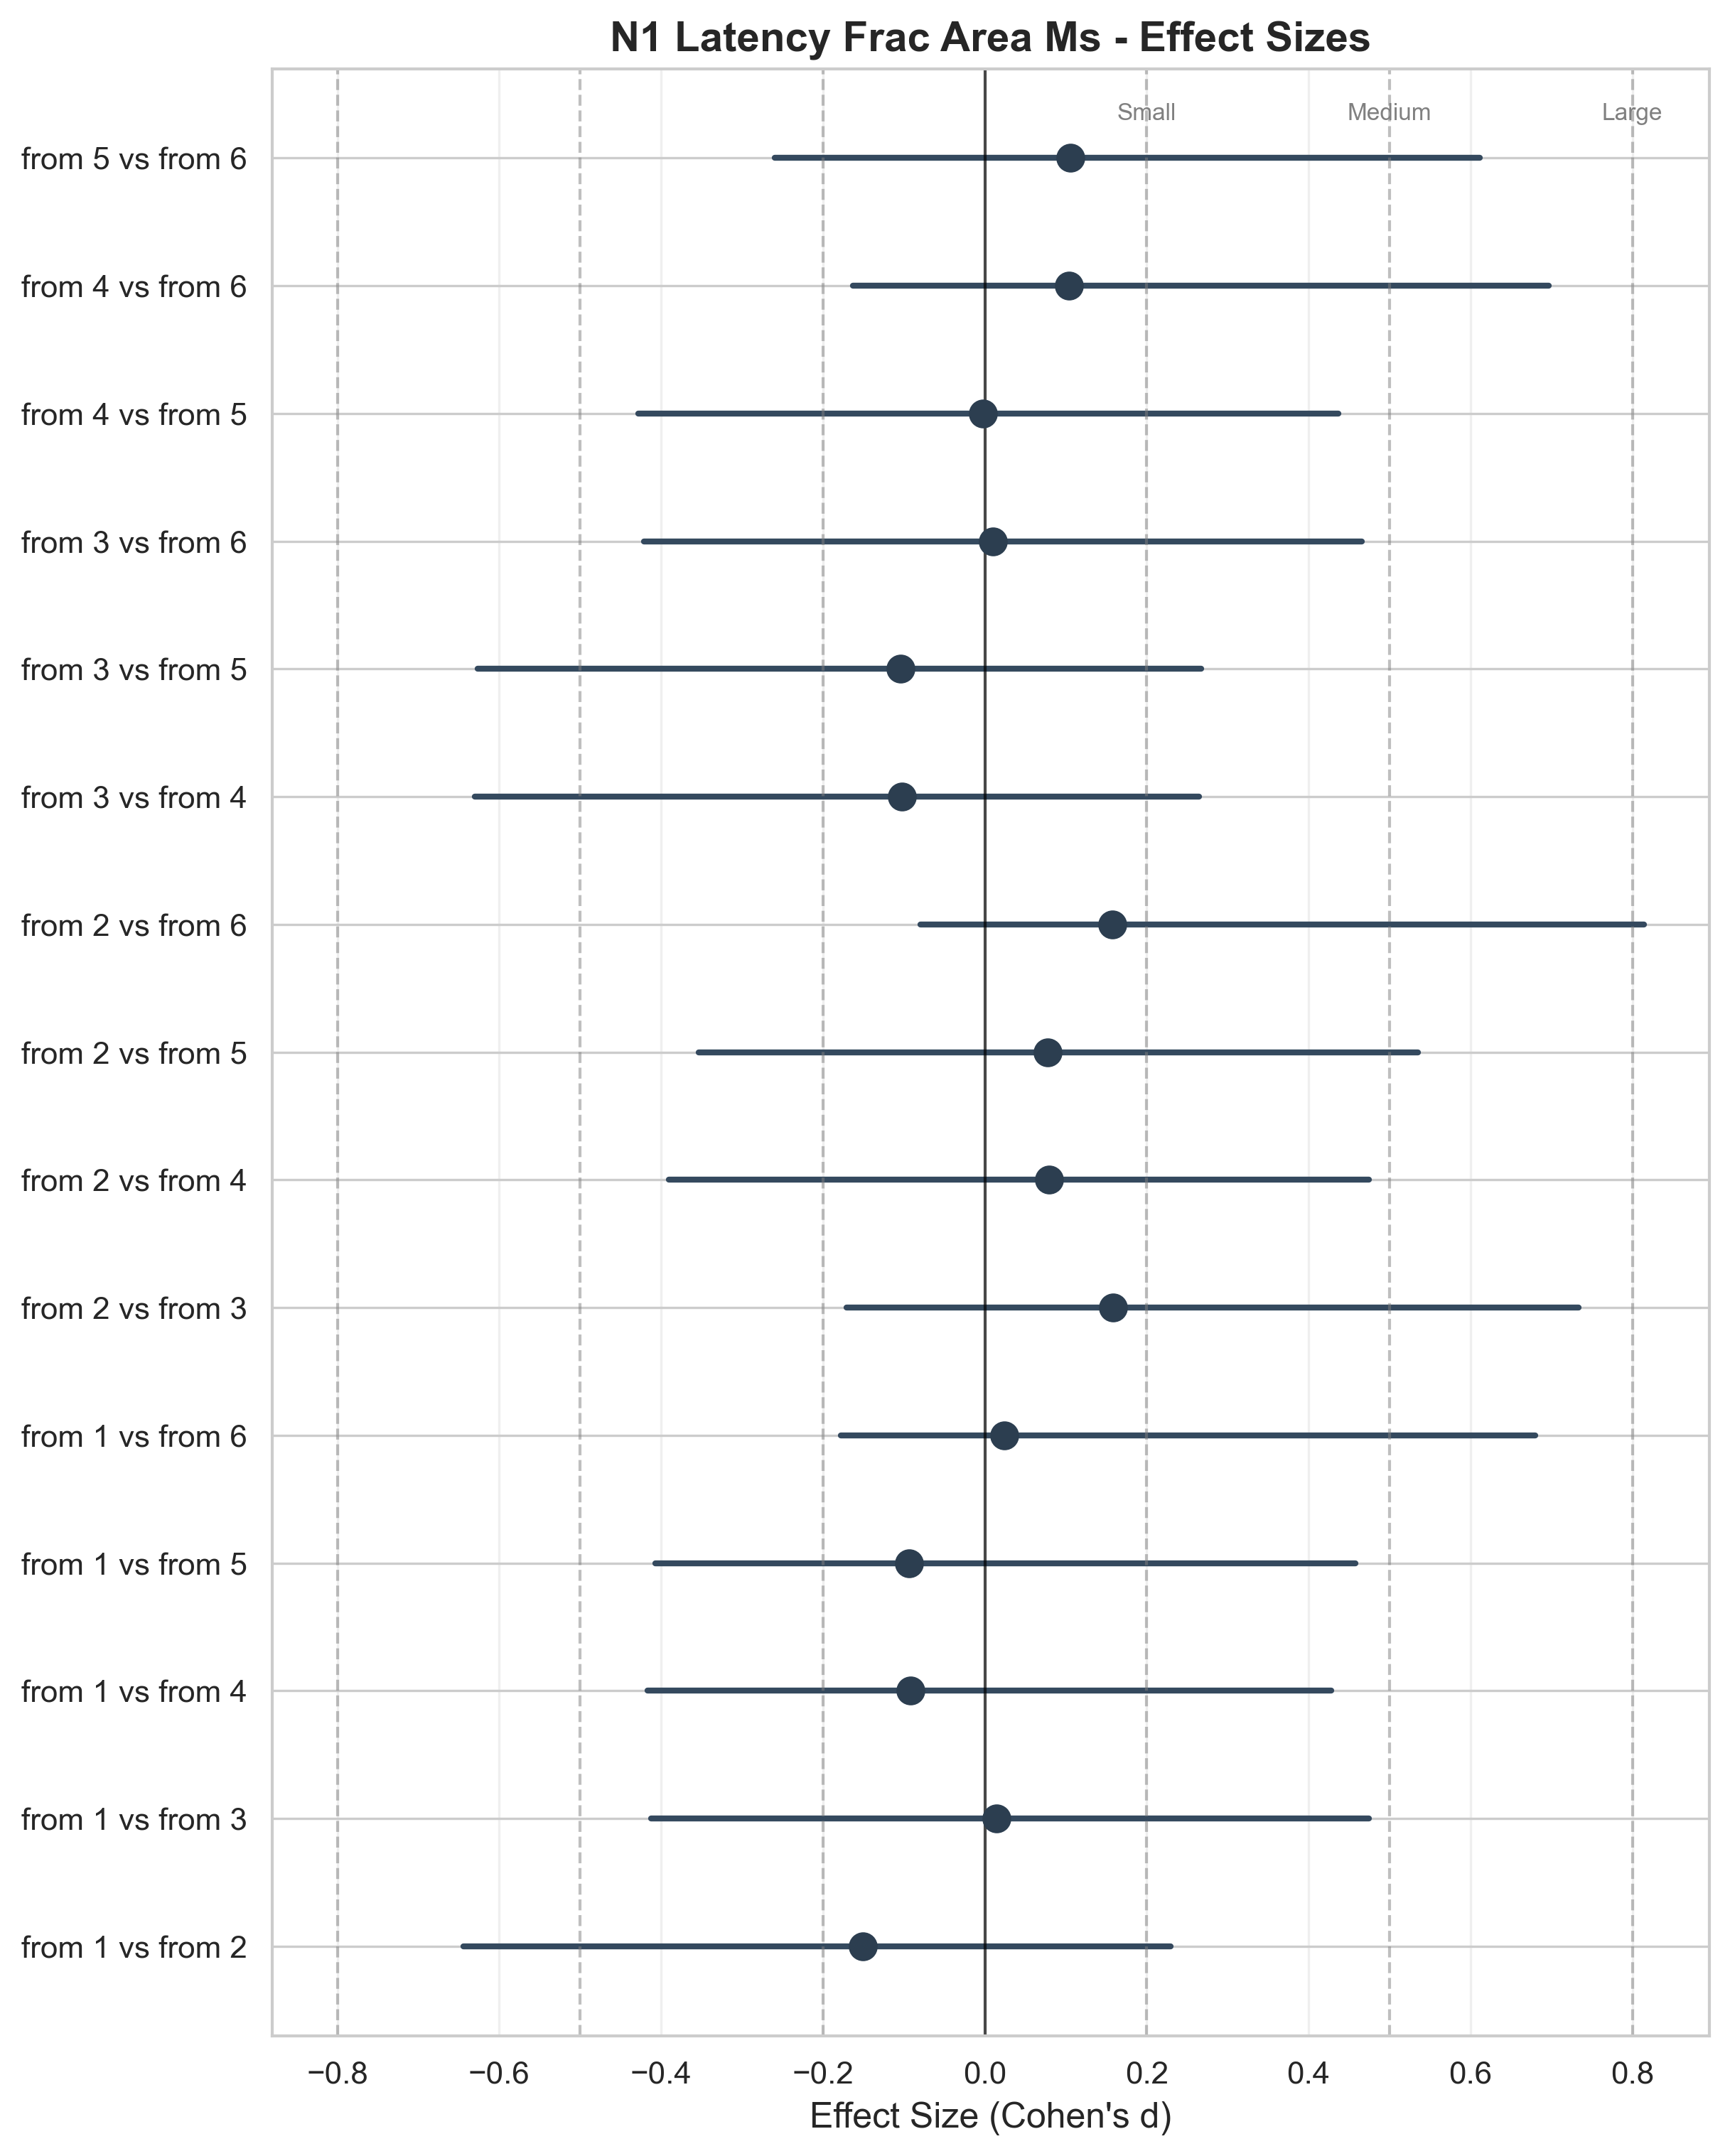 N1 Latency Frac Area Ms - Effect Sizes
Small Medium Large
from 5 vs from 6
from 4 vs from 6
from 4 vs from 5
from 3 vs from 6
from 3 vs from 5
from 3 vs from 4
from 2 vs from 6
from 2 vs from 5
from 2 vs from 4
from 2 vs from 3
from 1 vs from 6
from 1 vs from 5
from 1 vs from 4
from 1 vs from 3
from 1 vs from 2
−0.8 −0.6 −0.4 −0.2 0.0 0.2 0.4 0.6 0.8
Effect Size (Cohen's d)